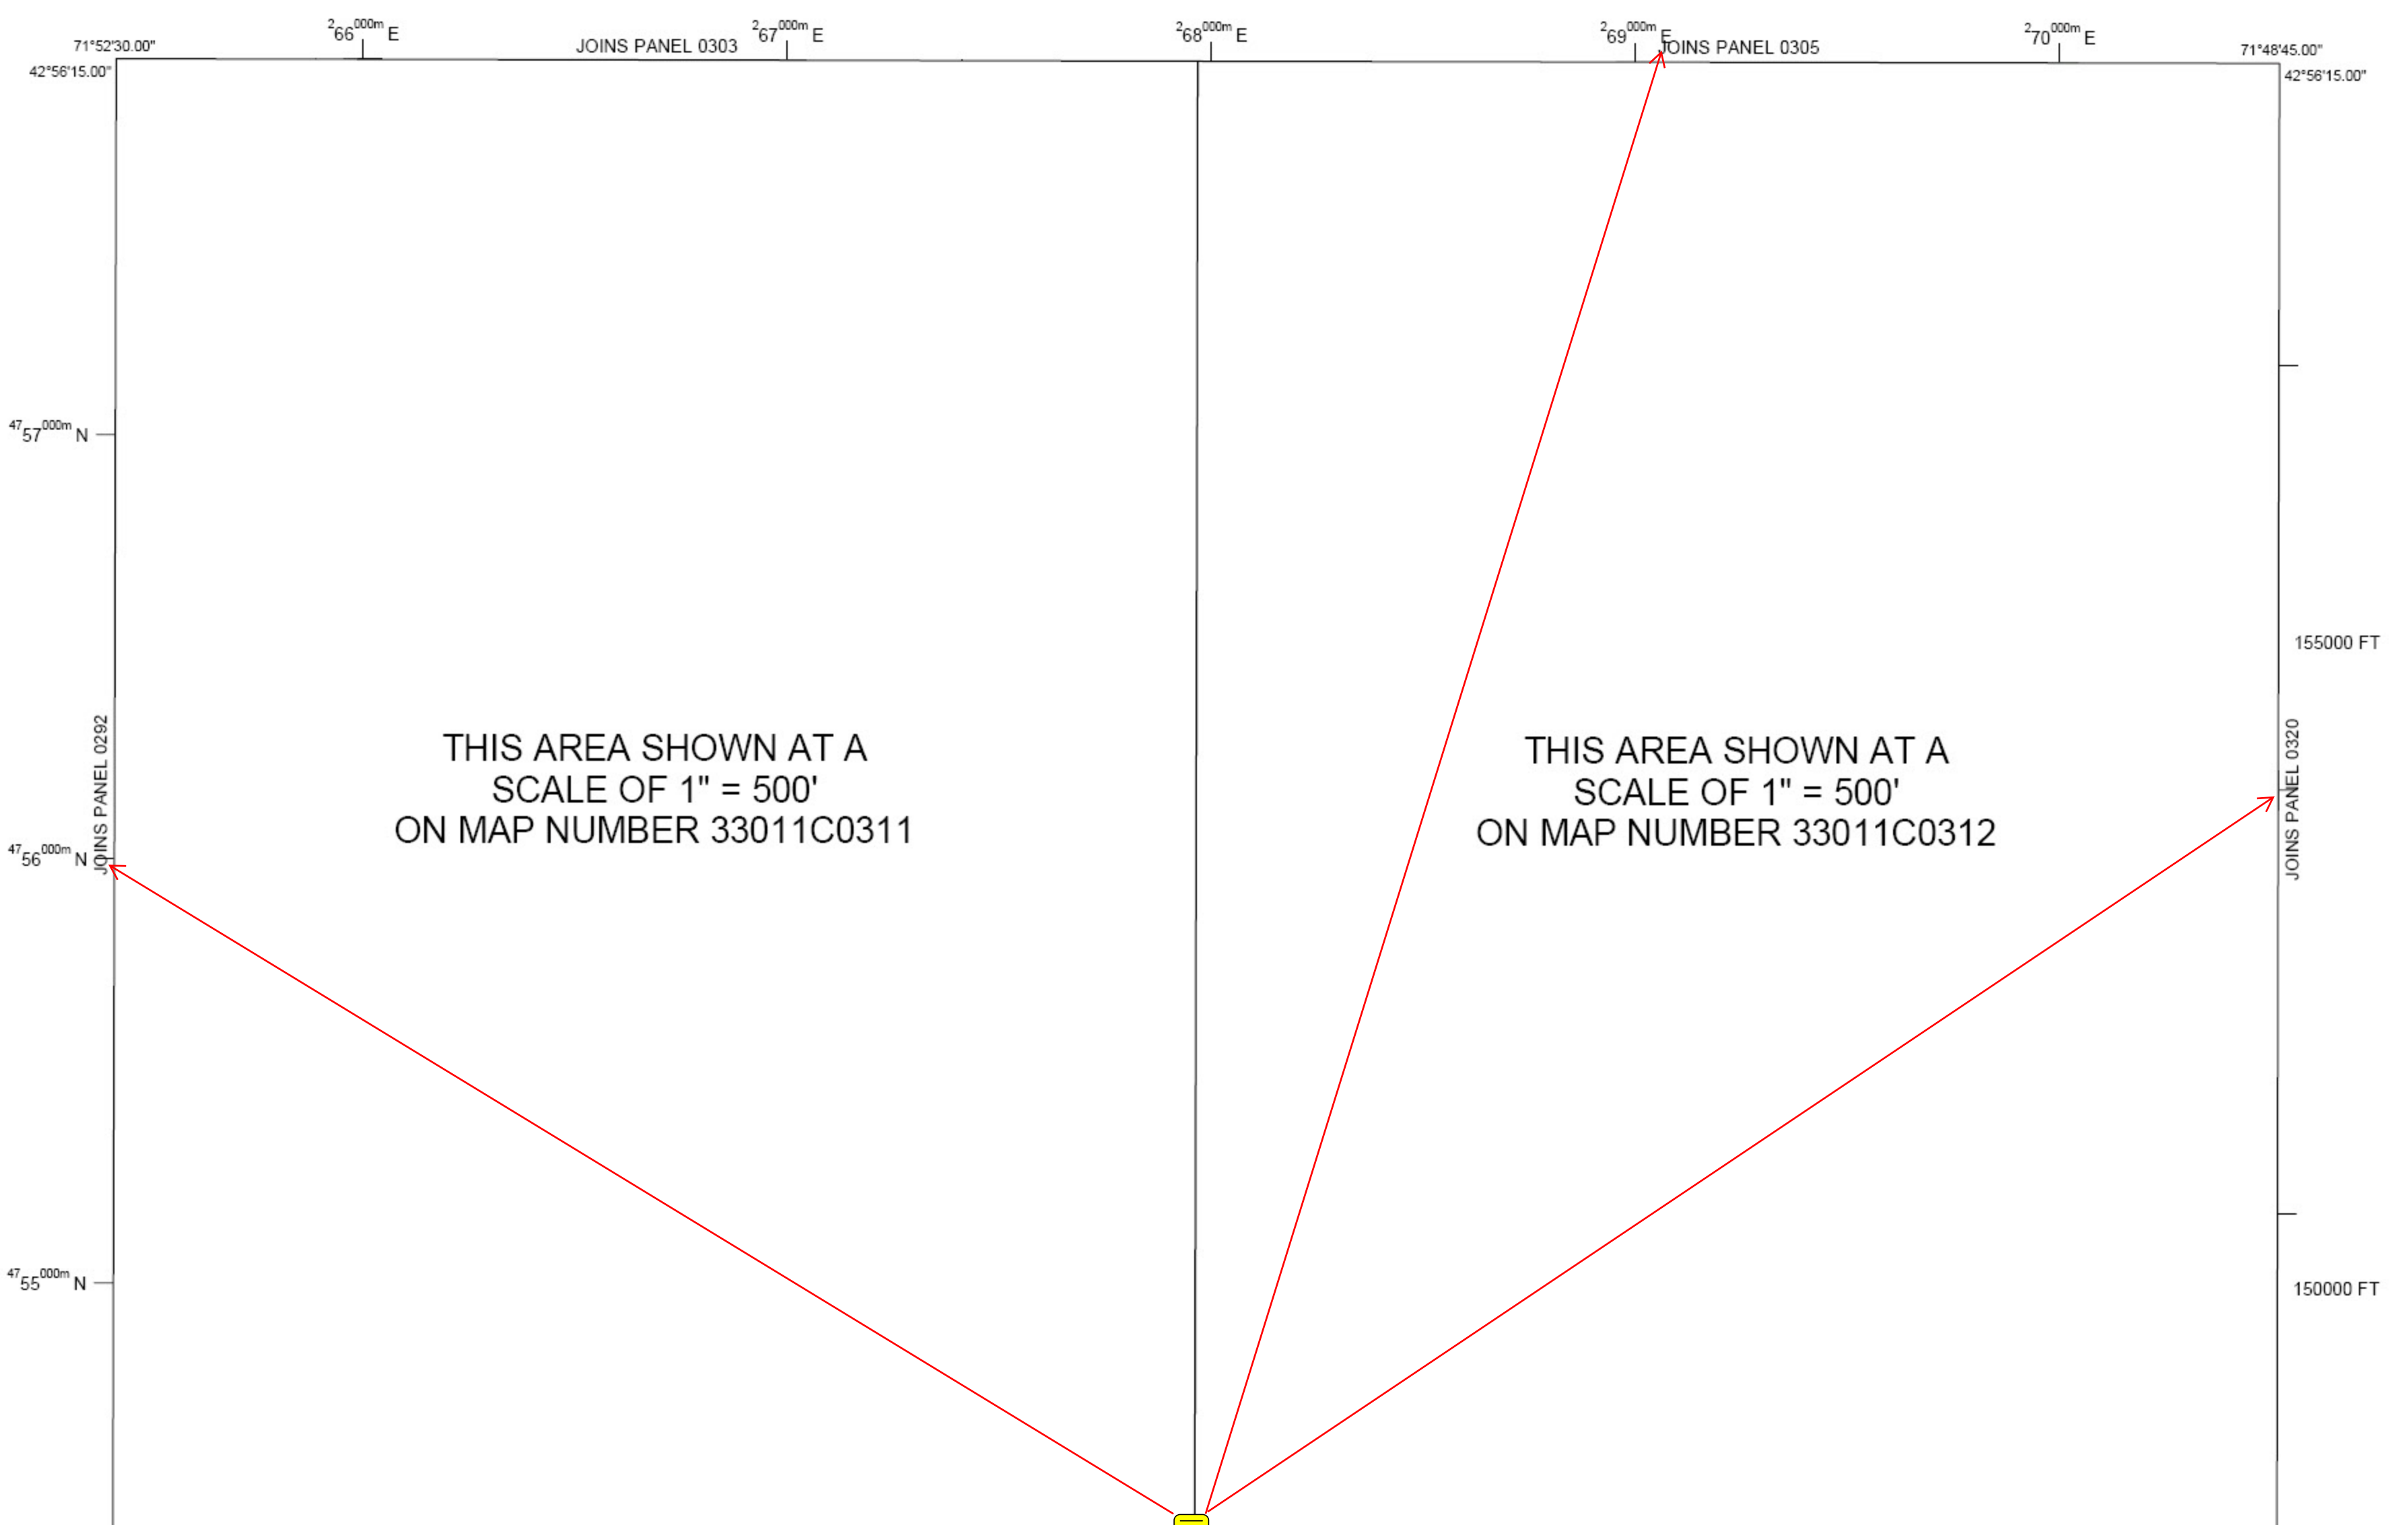 266000m E
267000m E
268000m E
269000m E
270000m E
71°52'30.00"
JOINS PANEL 0303
JOINS PANEL 0305
71°48'45.00"
42°56'15.00"
42°56'15.00"
4757000m N
155000 FT
JOINS PANEL 0292
THIS AREA SHOWN AT A
SCALE OF 1" = 500'
ON MAP NUMBER 33011C0311
THIS AREA SHOWN AT A
SCALE OF 1" = 500'
ON MAP NUMBER 33011C0312
JOINS PANEL 0320
4756000m N
4755000m N
150000 FT